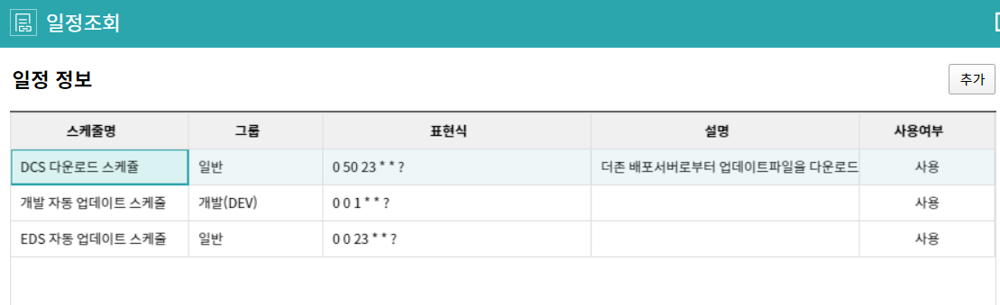 일정조회
일정 정보
추가
스케줄명 그룹 표현식 설명 사용여부
DCS 다운로드 스케쥴 일반 0 50 23 * * ? 더존 배포서버로부터 업데이트파일을 다운로드 사용
개발 자동 업데이트 스케줄 개발(DEV) 0 0 1 * * ? 사용
EDS 자동 업데이트 스케줄 일반 0 0 23 * * ? 사용